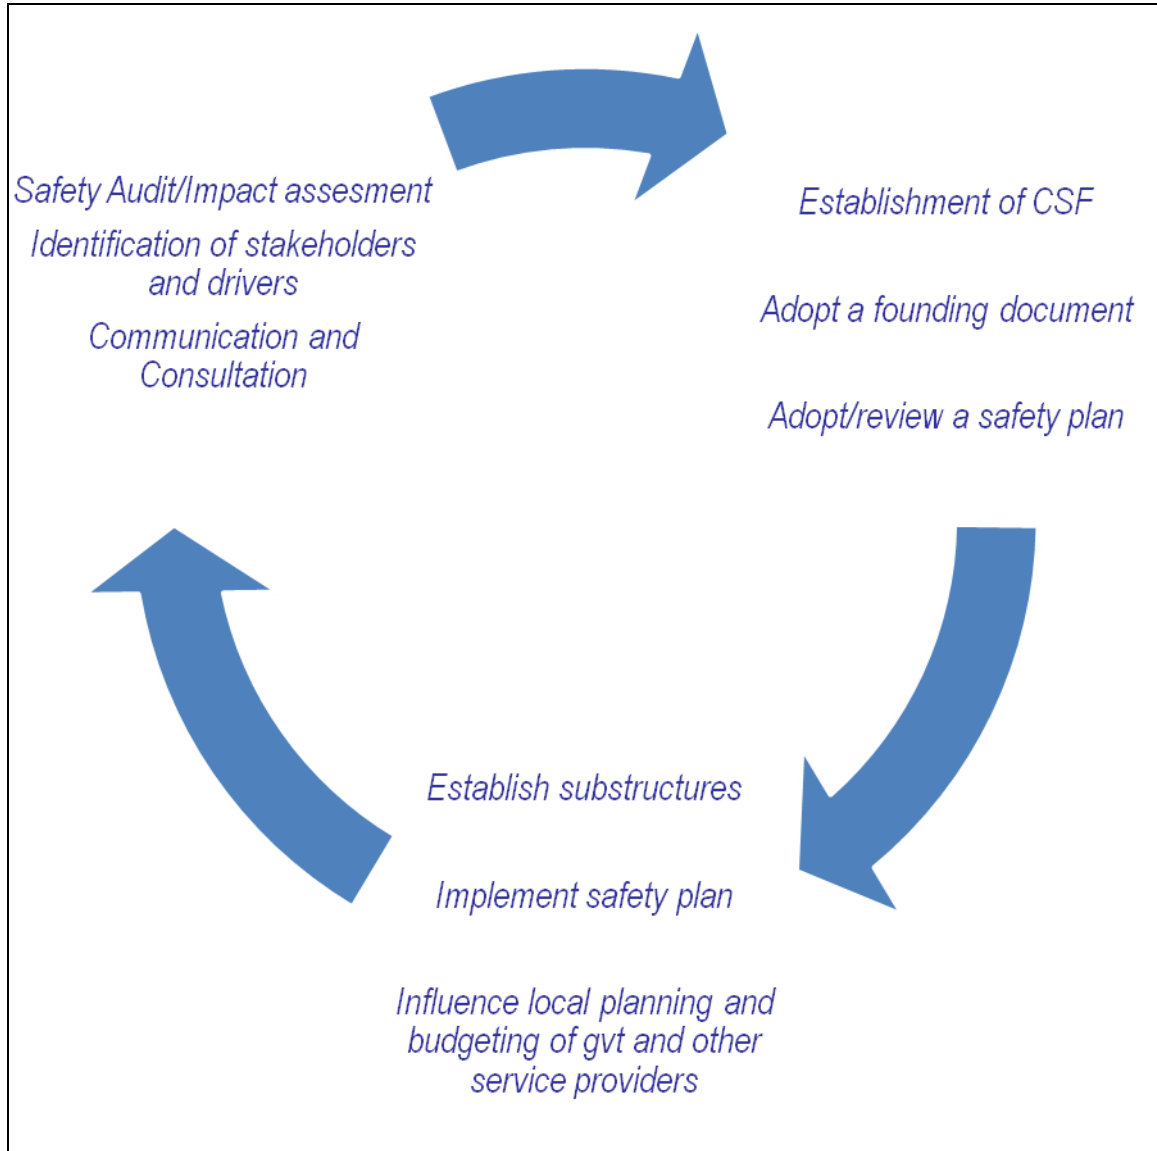 Safety Audit/Impact assesment
Identification of stakeholders
and drivers
Communication and
Consultation
Establishment of CSF
Adopt a founding document
Adopt/review a safety plan
Establish substructures
Implement safety plan
Influence local planning and
budgeting of gvt and other
service providers